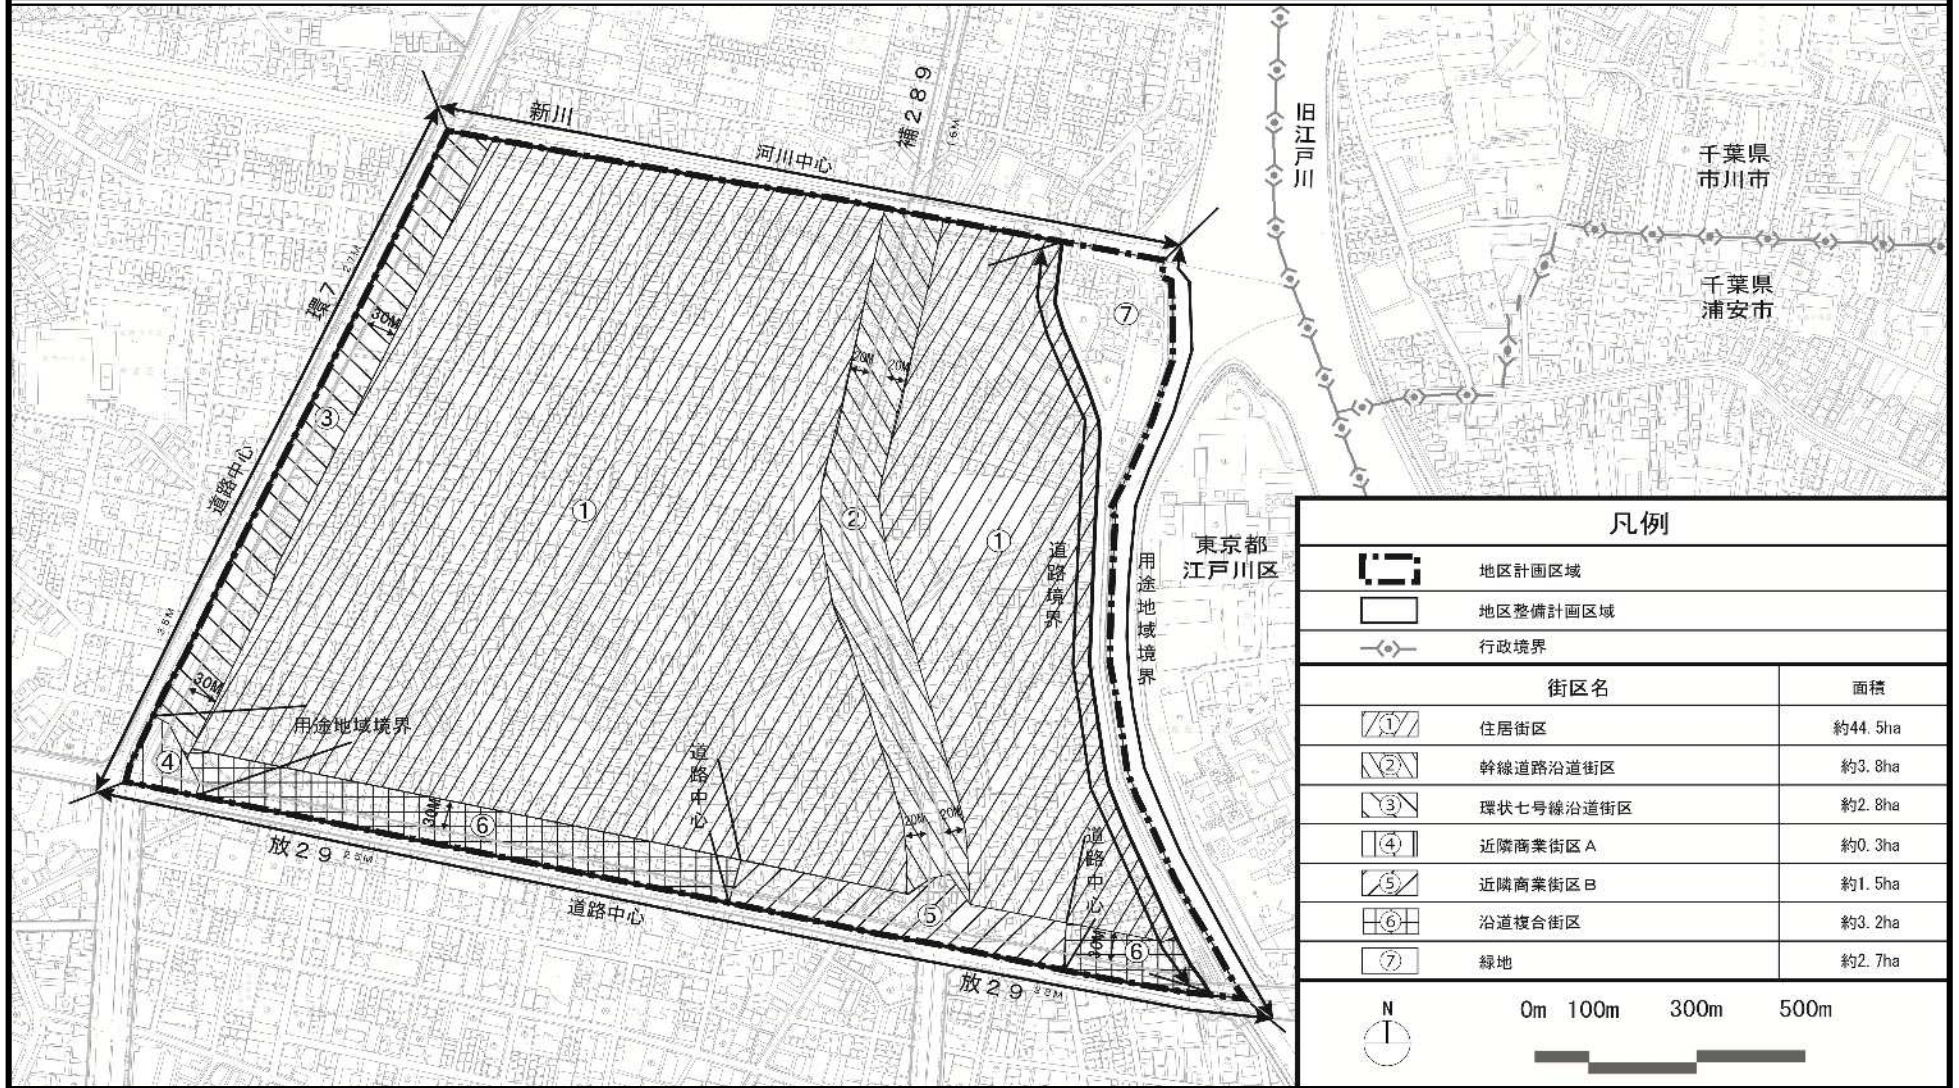 新川
補289
16M
河川中心
旧江戸川
千葉県
市川市
千葉県
浦安市
環7
27M
30M
⑦
20M
20M
③
道路中心
①
②
①
道路境界
用途地域境界
東京都
江戸川区
35M
30M
用途地域境界
④
道路中心
30M
⑥
放29
25M
20M
20M
道路中心
道路中心
⑤
30M
⑥
放29
凡例
地区計画区域
地区整備計画区域
行政境界
街区名 面積
① 住居街区 約44.5ha
② 幹線道路沿道街区 約3.8ha
③ 環状七号線沿道街区 約2.8ha
④ 近隣商業街区A 約0.3ha
⑤ 近隣商業街区B 約1.5ha
⑥ 沿道複合街区 約3.2ha
⑦ 緑地 約2.7ha
N
0m 100m 300m 500m